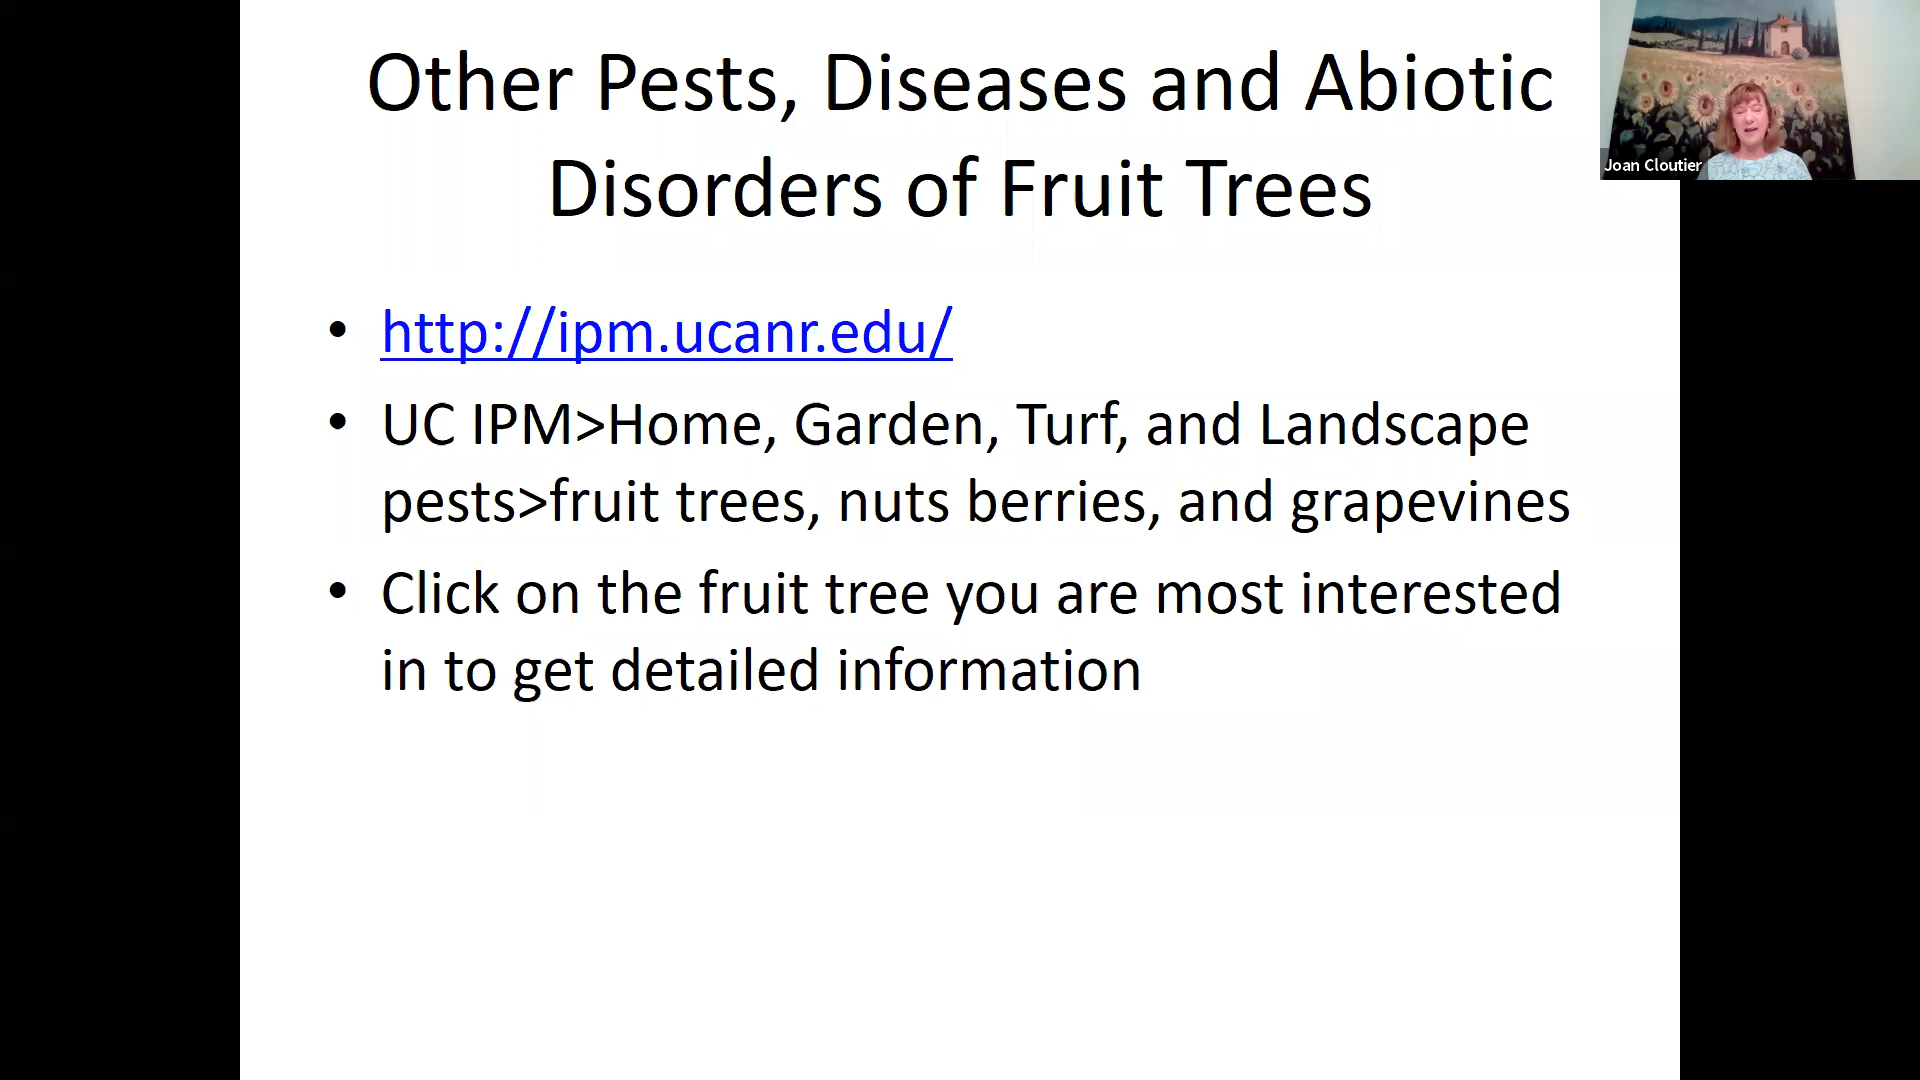 Other Pests, Diseases and Abiotic
Disorders of Fruit Trees
Joan Cloutier
• http://ipm.ucanr.edu/
• UC IPM>Home, Garden, Turf, and Landscape
pests>fruit trees, nuts berries, and grapevines
• Click on the fruit tree you are most interested
in to get detailed information